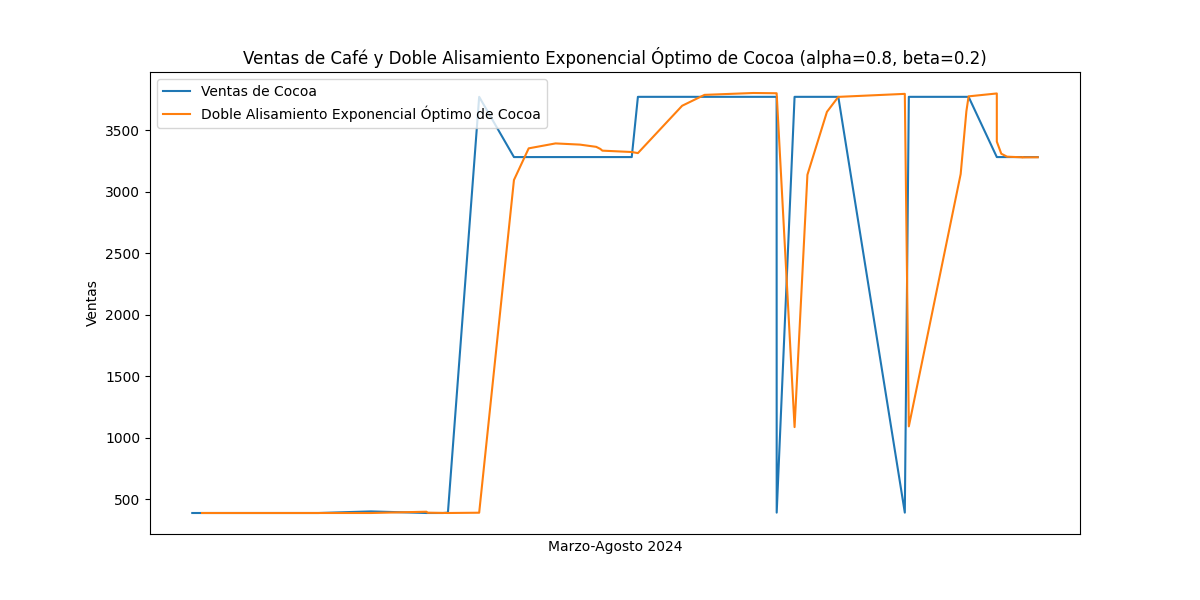 Ventas de Café y Doble Alisamiento Exponencial Óptimo de Cocoa (alpha=0.8, beta=0.2)
Ventas de Cocoa
Doble Alisamiento Exponencial Óptimo de Cocoa
3500
3000
2500
2000
1500
1000
500
Ventas
Marzo-Agosto 2024